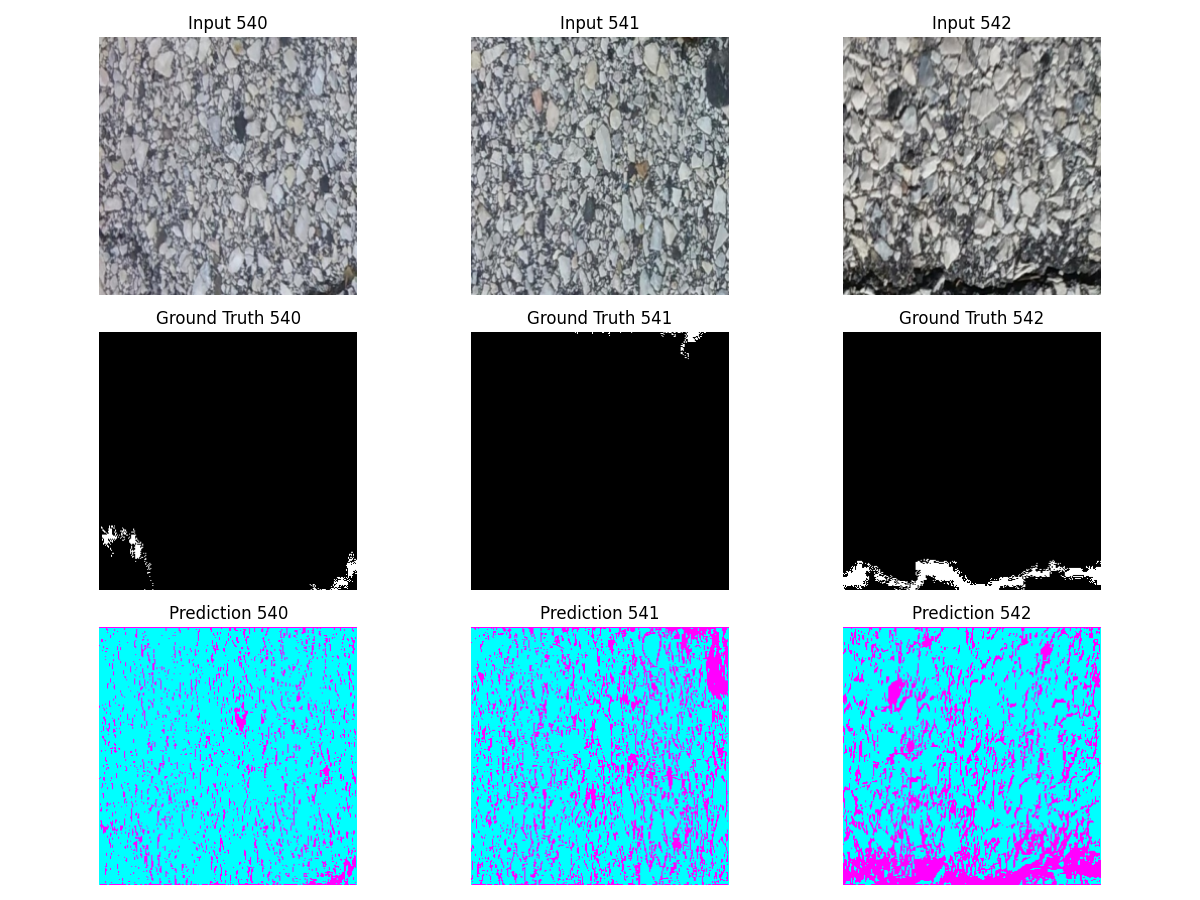 Input 540
Input 541
Input 542
Ground Truth 540
Ground Truth 541
Ground Truth 542
Prediction 540
Prediction 541
Prediction 542